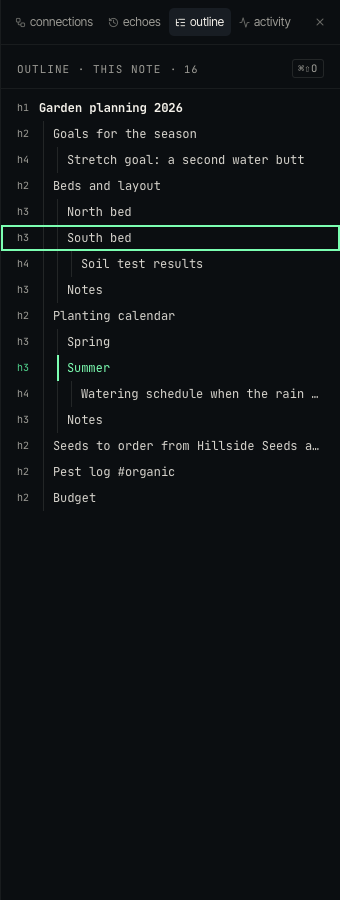 connections echoes outline activity ×
OUTLINE · THIS NOTE · 16 ⌘⇧O
h1 Garden planning 2026
h2 Goals for the season
h4 Stretch goal: a second water butt
h2 Beds and layout
h3 North bed
h3 South bed
h4 Soil test results
h3 Notes
h2 Planting calendar
h3 Spring
h3 Summer
h4 Watering schedule when the rain …
h3 Notes
h2 Seeds to order from Hillside Seeds a…
h2 Pest log #organic
h2 Budget